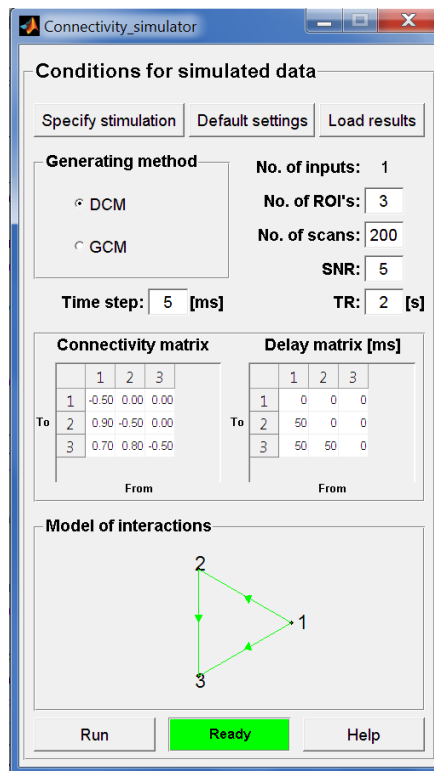 Connectivity_simulator
Conditions for simulated data
Specify stimulation Default settings Load results
Generating method
DCM
GCM
No. of inputs: 1
No. of ROI's: 3
No. of scans: 200
SNR: 5
Time step: 5 [ms]
TR: 2 [s]
Connectivity matrix
1 2 3
1 -0.50 0.00 0.00
To 2 0.90 -0.50 0.00
3 0.70 0.80 -0.50
From
Delay matrix [ms]
1 2 3
1 0 0 0
To 2 50 0 0
3 50 50 0
From
Model of interactions
2
1
3
Run Ready Help